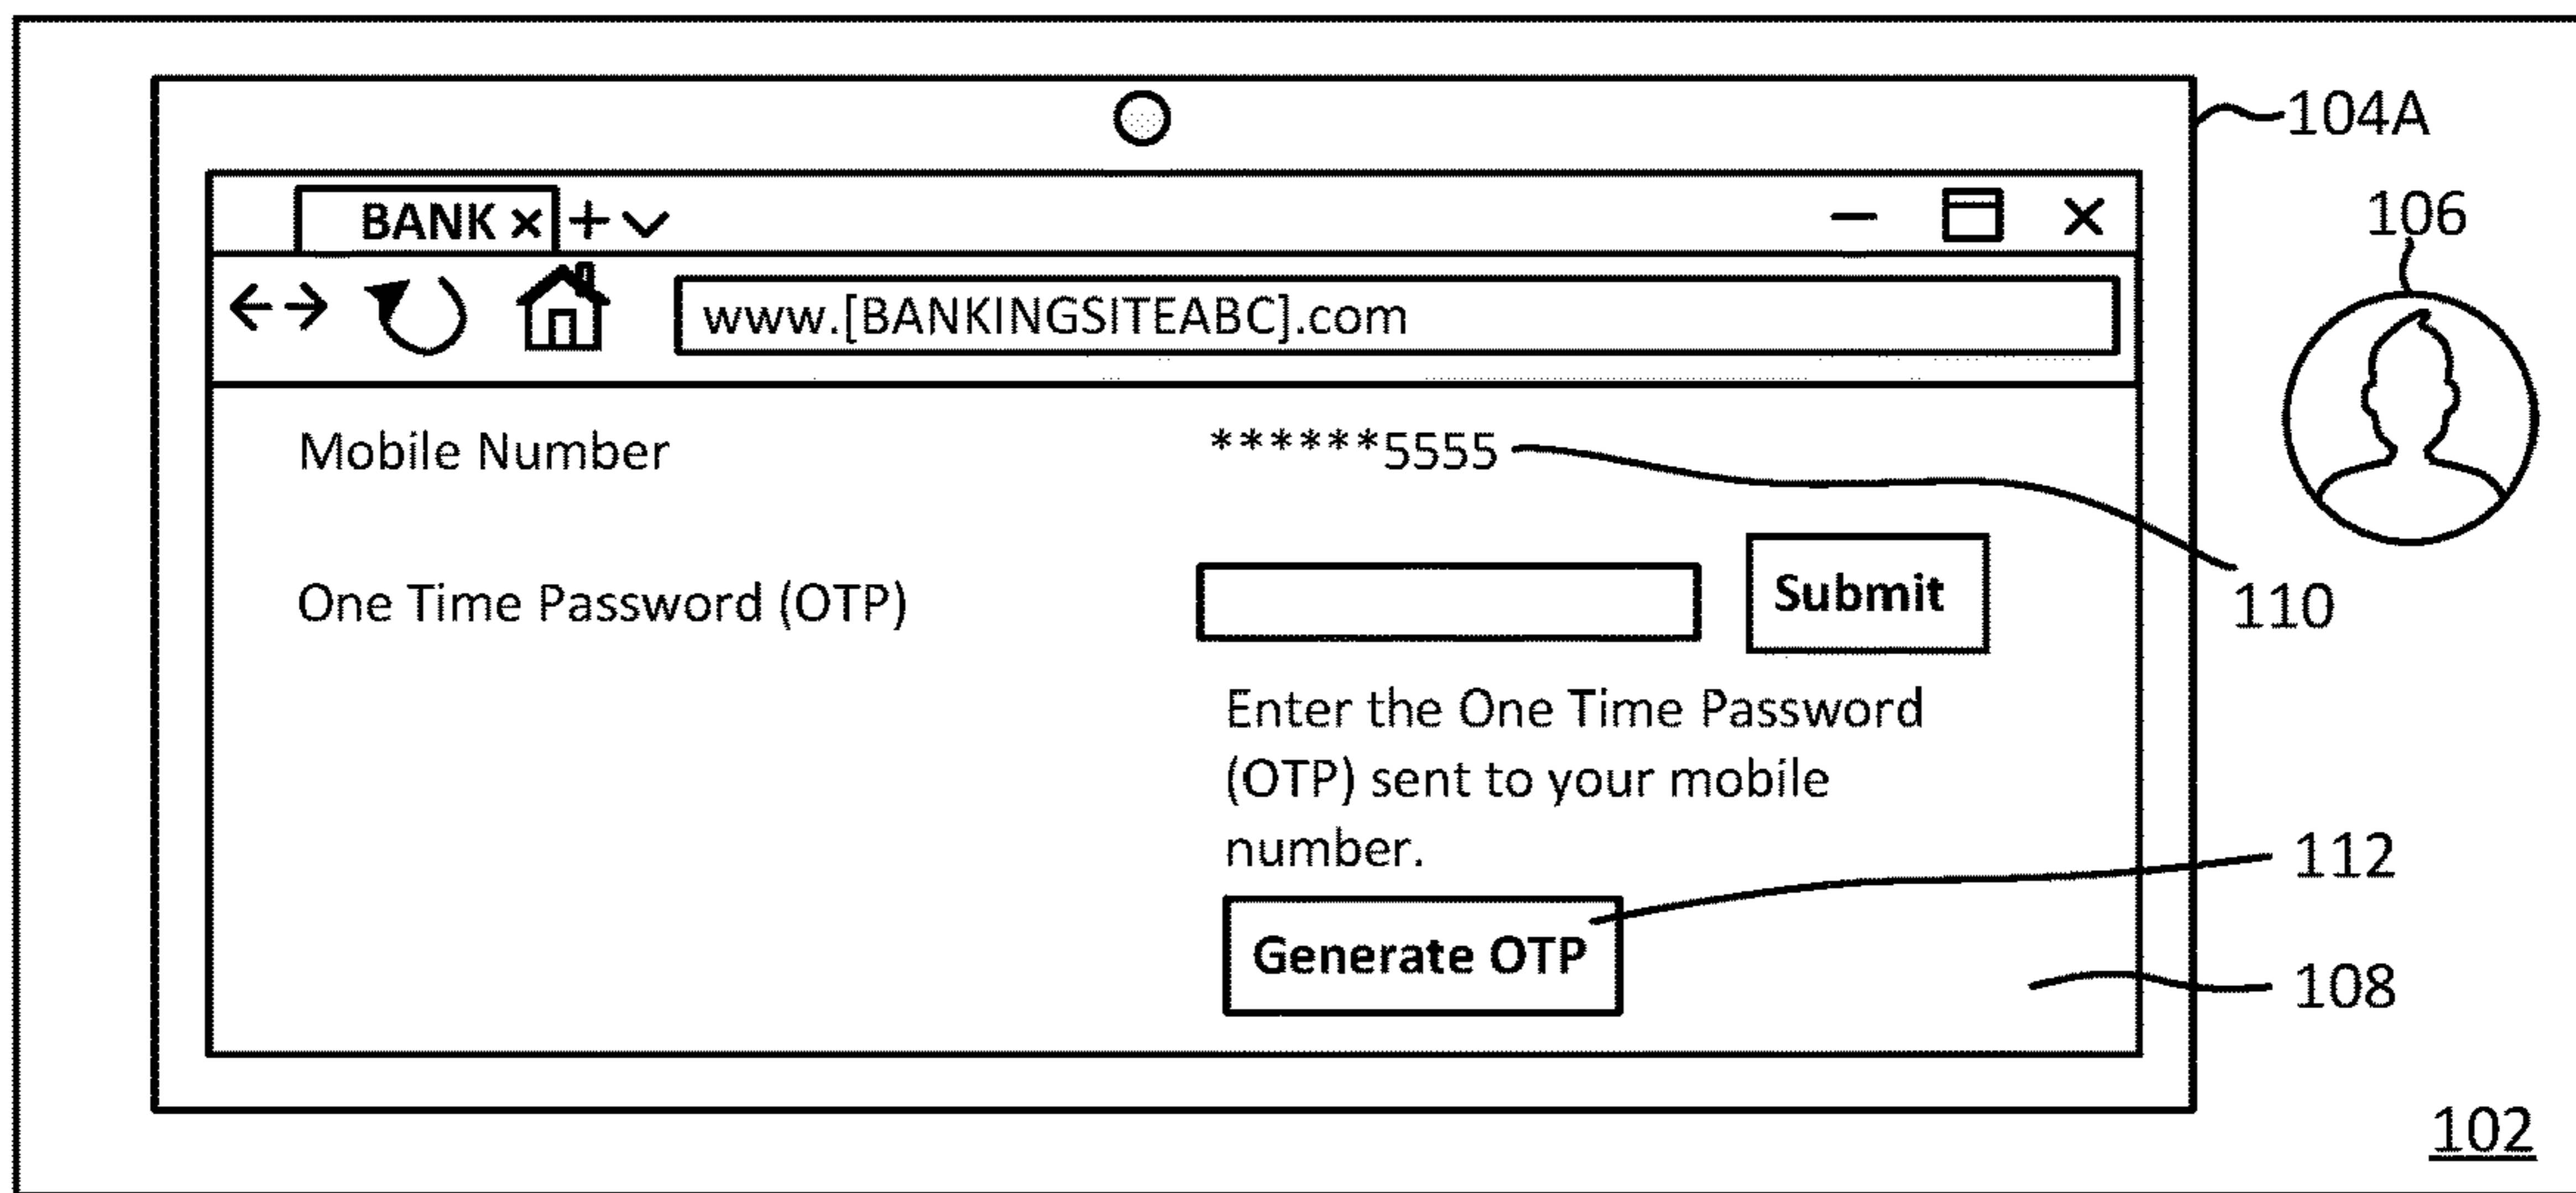 104A
BANK × +
106
www.[BANKINGSITEABC].com
Mobile Number ******5555
110
One Time Password (OTP) Submit
Enter the One Time Password
(OTP) sent to your mobile
number.
112
Generate OTP
108
102